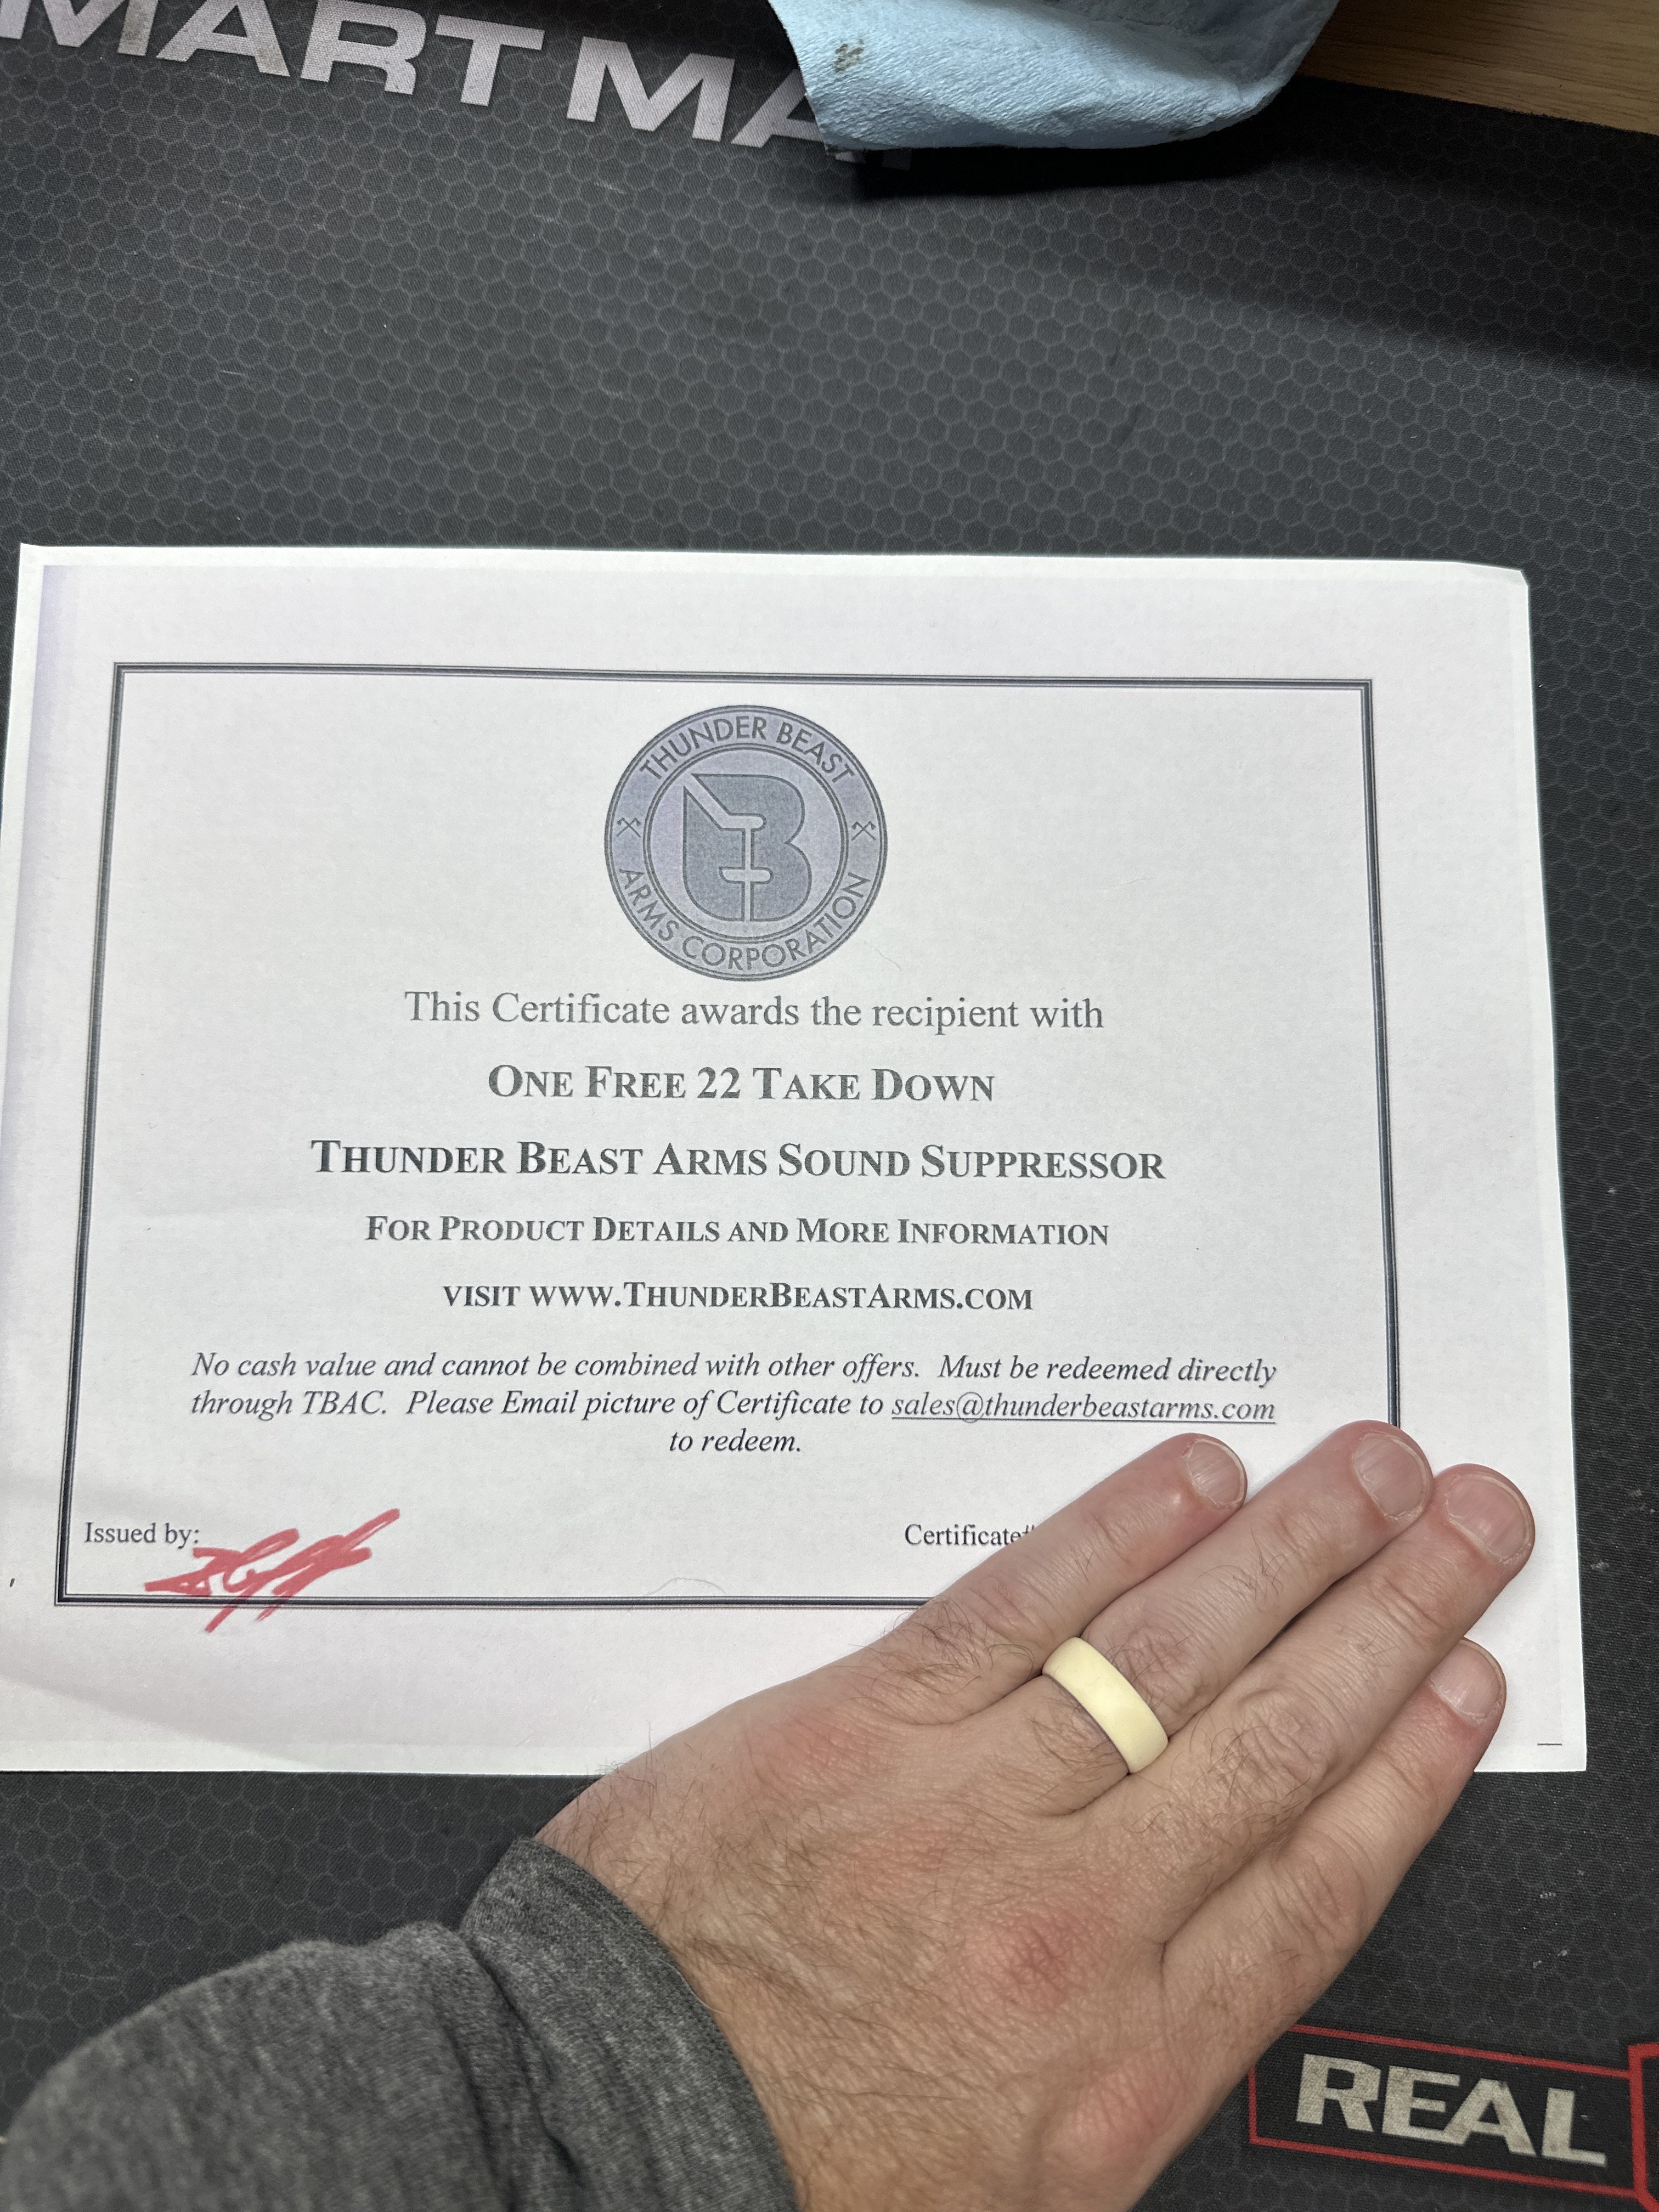 MART MA
THUNDER BEAST
ARMS CORPORATION
This Certificate awards the recipient with
ONE FREE 22 TAKE DOWN
THUNDER BEAST ARMS SOUND SUPPRESSOR
FOR PRODUCT DETAILS AND MORE INFORMATION
VISIT WWW.THUNDERBEASTARMS.COM
No cash value and cannot be combined with other offers. Must be redeemed directly
through TBAC. Please Email picture of Certificate to sales@thunderbeastarms.com
to redeem.
Issued by:
Certificate#
REAL